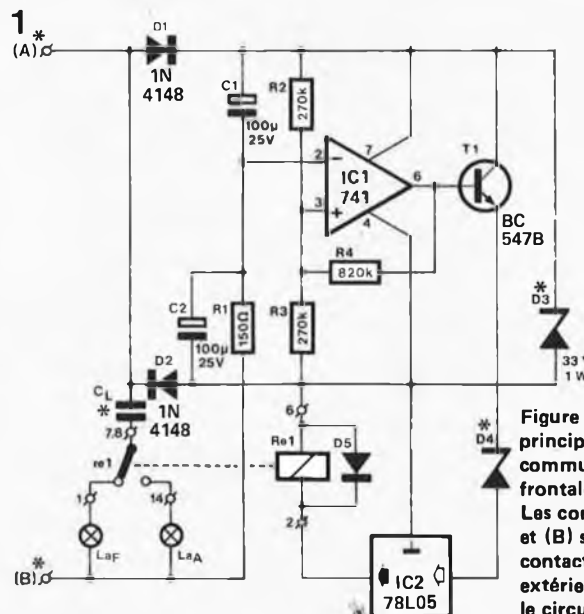 1
(A)*
D1
1N
4148
C1
100μ
25V
R2
270k
2
3
7
6
4
IC1
741
T1
BC
547B
R4
820k
R1
150Ω
R3
270k
C2
100μ
25V
*
D3
33
1 W
D2
1N
4148
CL
*
7,8
re1
1
14
LaF
LaA
6
Re1
D5
2
*
D4
IC2
78L05
(B)*
Figure
princip
commu
frontal
Les cor
et (B) s
contac
extérie
le circu